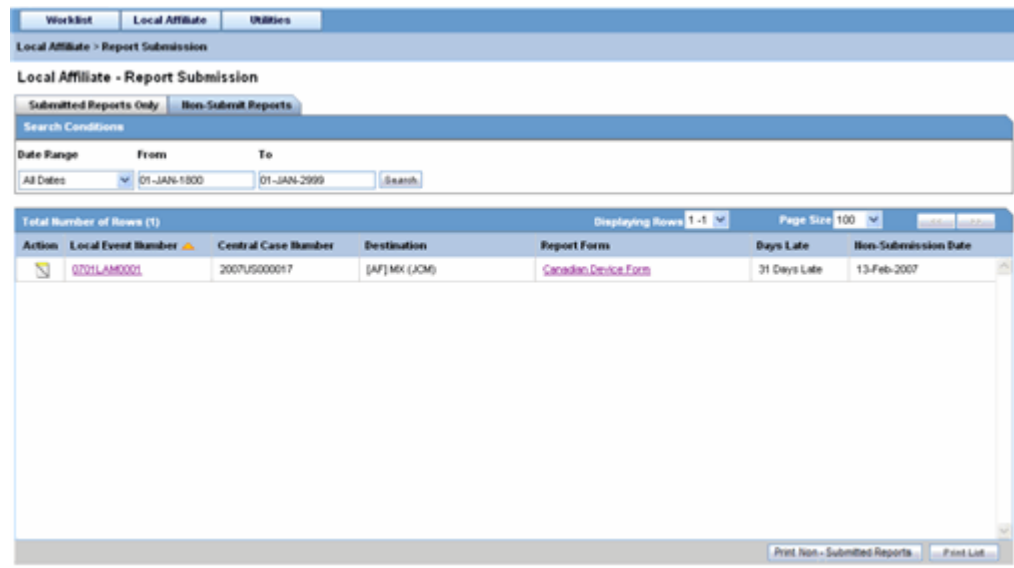 Worklist Local Affiliate Utilities
Local Affiliate > Report Submission
Local Affiliate - Report Submission
Submitted Reports Only Non-Submit Reports
Search Conditions
Date Range From To
All Dates 01-JAN-1800 01-JAN-2999 Search
Total Number of Rows (1) Displaying Rows 1 -1 Page Size 100 << >>
Action Local Event Number Central Case Number Destination Report Form Days Late Non-Submission Date
0701LAM0001 2007US000017 [AF] MX (JCM) Canadian Device Form 31 Days Late 13-Feb-2007
Print Non - Submitted Reports Print List